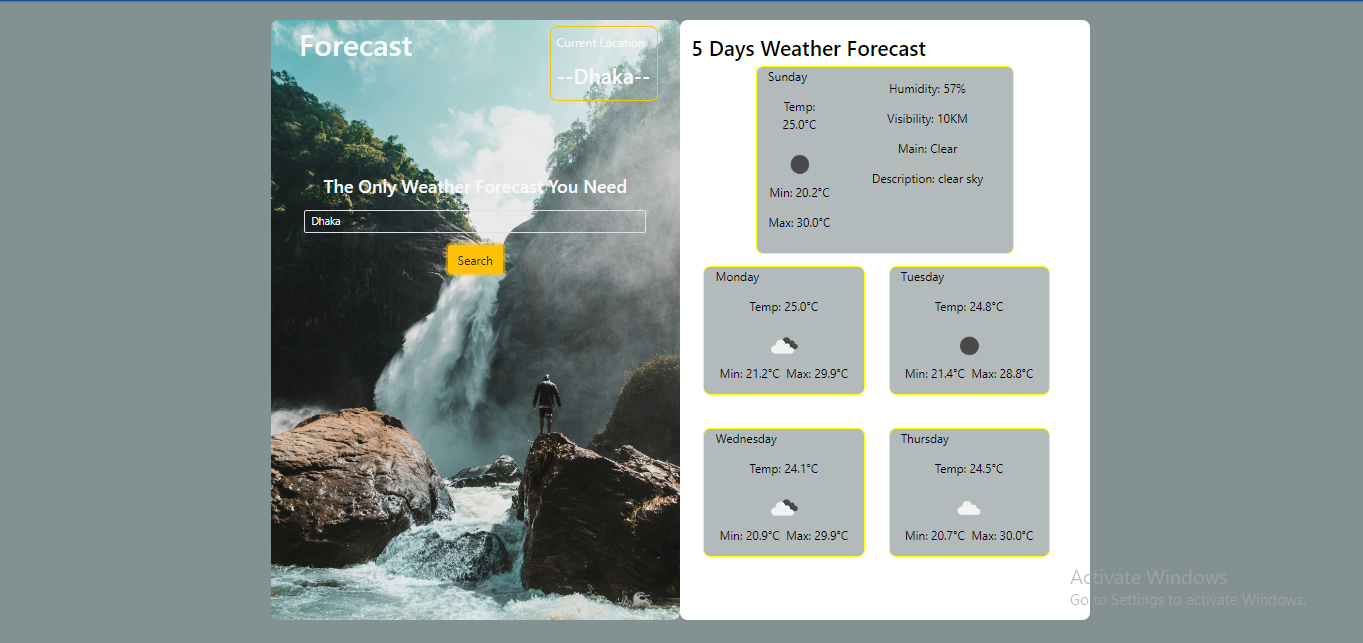 Forecast
Current Location
--Dhaka--
The Only Weather Forecast You Need
Dhaka
Search
5 Days Weather Forecast
Sunday
Temp:
25.0°C
Min: 20.2°C
Max: 30.0°C
Humidity: 57%
Visibility: 10KM
Main: Clear
Description: clear sky
Monday
Temp: 25.0°C
Min: 21.2°C Max: 29.9°C
Tuesday
Temp: 24.8°C
Min: 21.4°C Max: 28.8°C
Wednesday
Temp: 24.1°C
Min: 20.9°C Max: 29.9°C
Thursday
Temp: 24.5°C
Min: 20.7°C Max: 30.0°C
Activate Windows
Go to Settings to activate Windows.